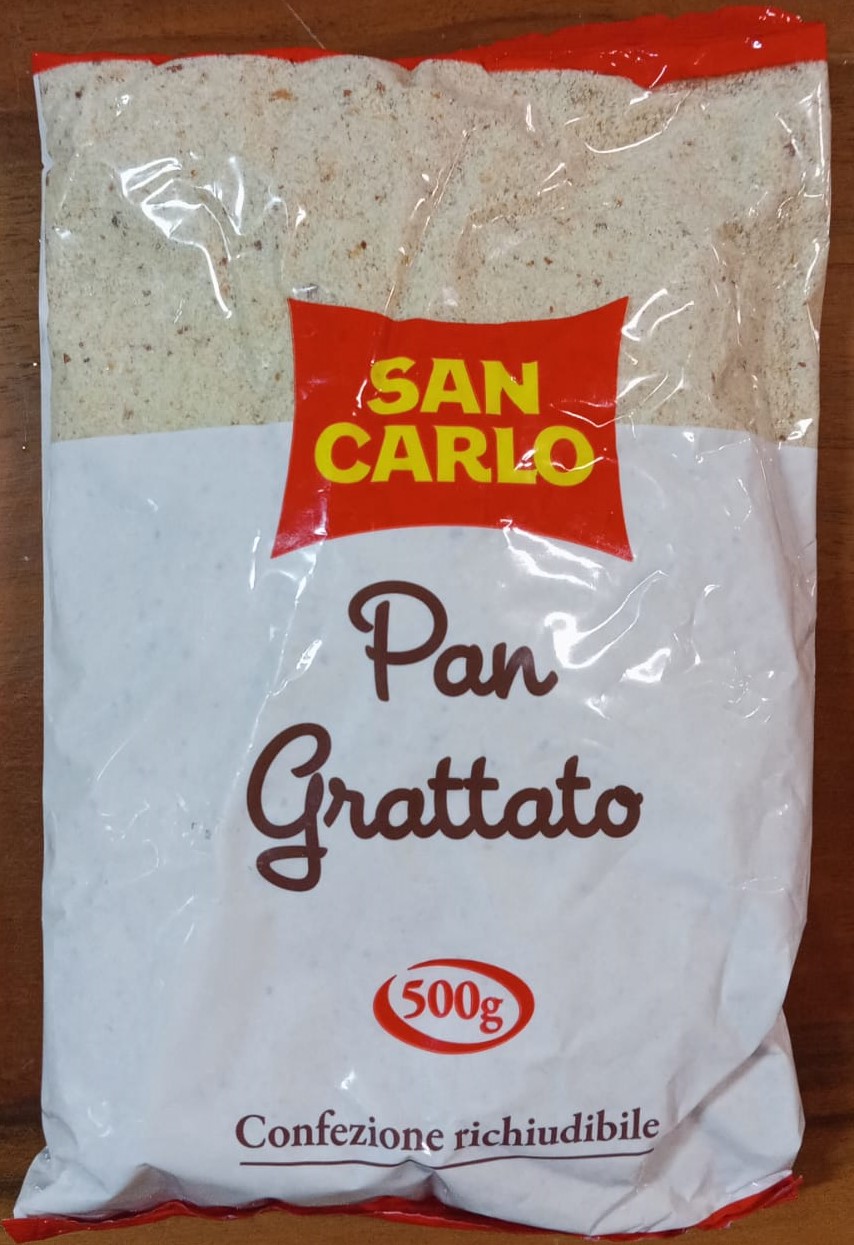 SAN
CARLO
Pan
Grattato
500g
Confezione richiudibile